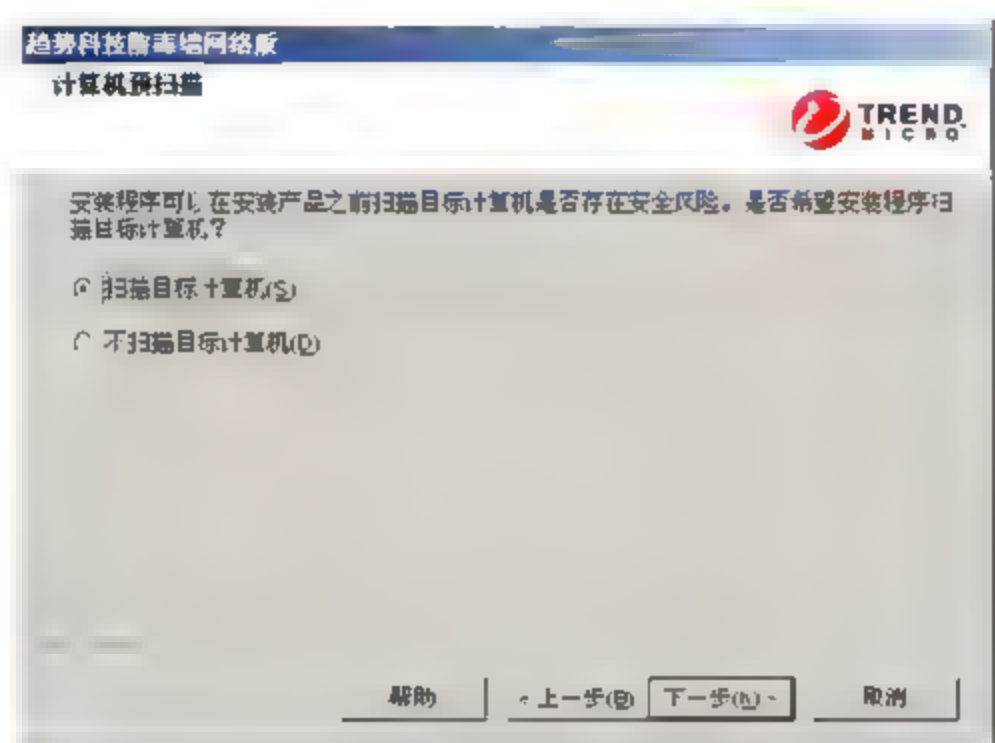 趋势科技防毒墙网络版
计算机预扫描
TREND
MICRO
安装程序可以在安装产品之前扫描目标计算机是否存在安全风险。是否希望安装程序扫
描目标计算机?
扫描目标计算机(S)
不扫描目标计算机(D)
帮助
< 上一步(B)
下一步(N) >
取消